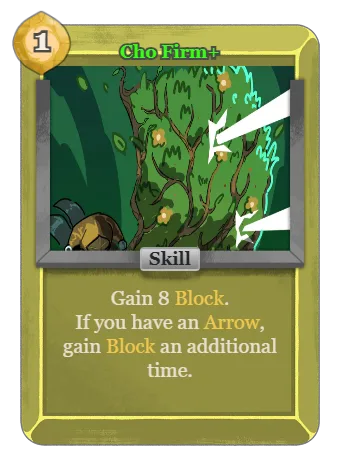 1
Cho Firm+
Skill
Gain 8 Block.
If you have an Arrow,
gain Block an additional
time.